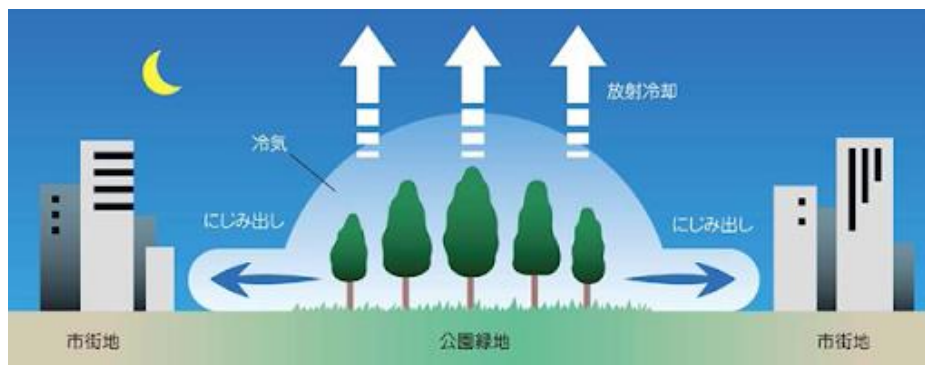 放射冷却
冷気
にじみ出し
にじみ出し
市街地
公園緑地
市街地